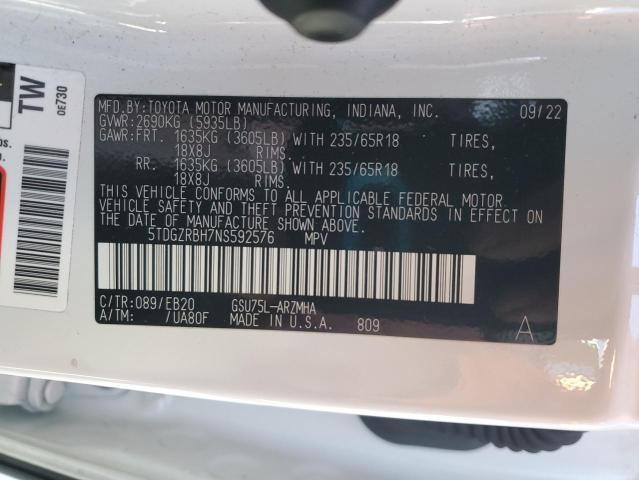 MFD.BY:TOYOTA MOTOR MANUFACTURING, INDIANA, INC. 09/22
GVWR:2690KG (5935LB)
GAWR:FRT. 1635KG (3605LB) WITH 235/65R18 TIRES,
18X8J RIMS.
RR. 1635KG (3605LB) WITH 235/65R18 TIRES,
18X8J RIMS.
THIS VEHICLE CONFORMS TO ALL APPLICABLE FEDERAL MOTOR
VEHICLE SAFETY AND THEFT PREVENTION STANDARDS IN EFFECT ON
THE DATE OF MANUFACTURE SHOWN ABOVE.
5TDGZRBH7NS592576 MPV
C/TR:089/EB20 GSU75L-ARZMHA
A/TM: /UA80F MADE IN U.S.A. 809
A
TW
0E730